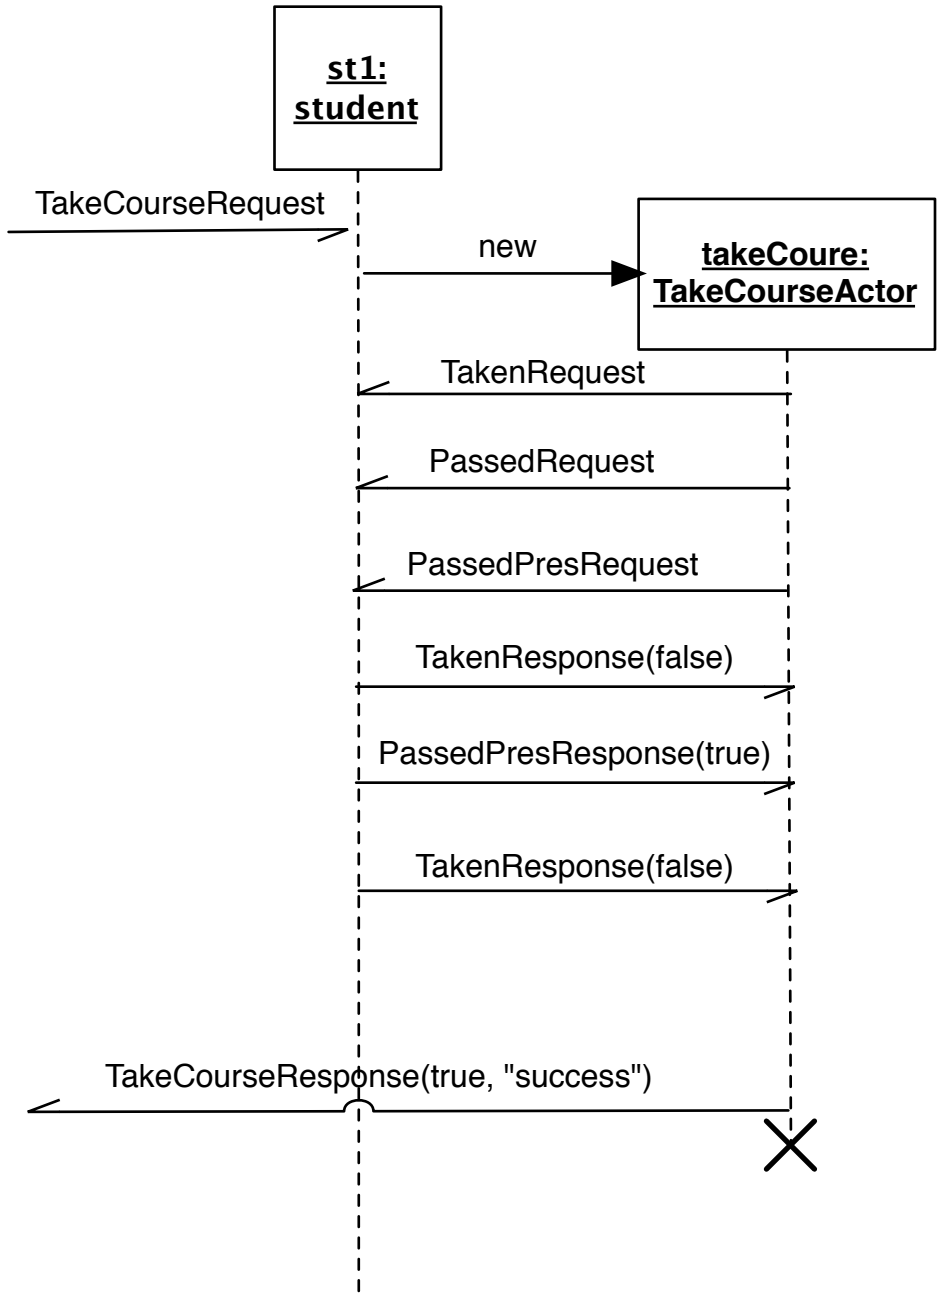 st1:
student
TakeCourseRequest
new
takeCoure:
TakeCourseActor
TakenRequest
PassedRequest
PassedPresRequest
TakenResponse(false)
PassedPresResponse(true)
TakenResponse(false)
TakeCourseResponse(true, "success")